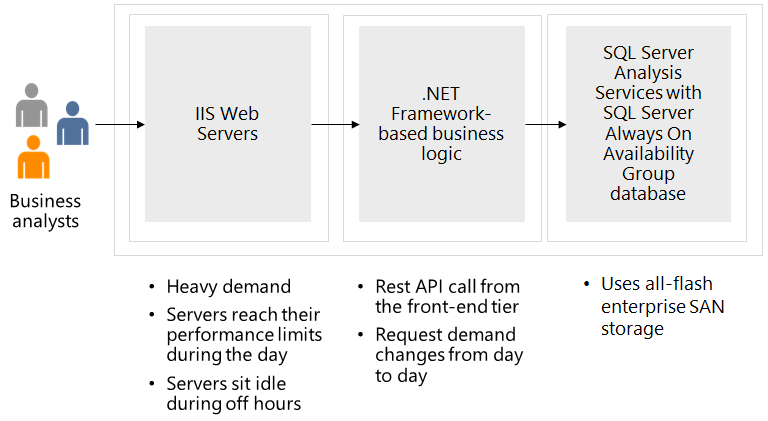 Business
analysts
IIS Web
Servers
.NET
Framework-
based business
logic
SQL Server
Analysis
Services with
SQL Server
Always On
Availability
Group
database
• Heavy demand
• Servers reach their
performance limits
during the day
• Servers sit idle
during off hours
• Rest API call from
the front-end tier
• Request demand
changes from day
to day
• Uses all-flash
enterprise SAN
storage